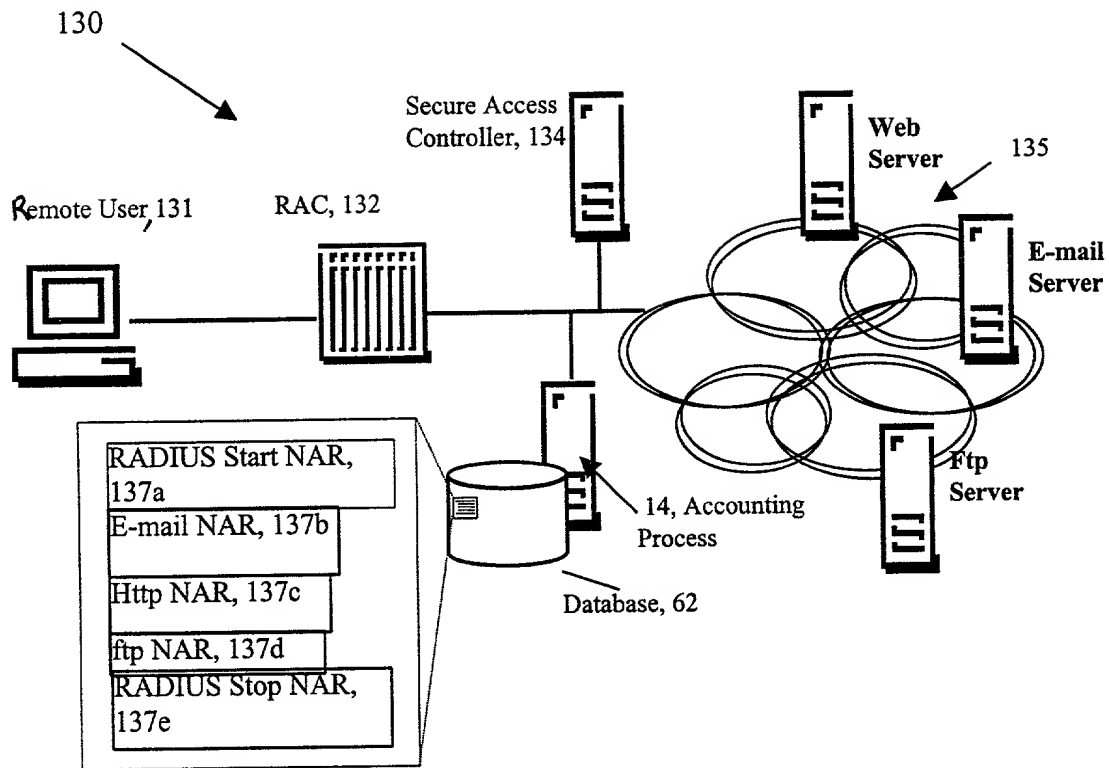 130
Secure Access
Controller, 134
Web
Server
135
Remote User, 131
RAC, 132
E-mail
Server
RADIUS Start NAR,
137a
E-mail NAR, 137b
Http NAR, 137c
ftp NAR, 137d
RADIUS Stop NAR,
137e
14, Accounting
Process
Database, 62
Ftp
Server